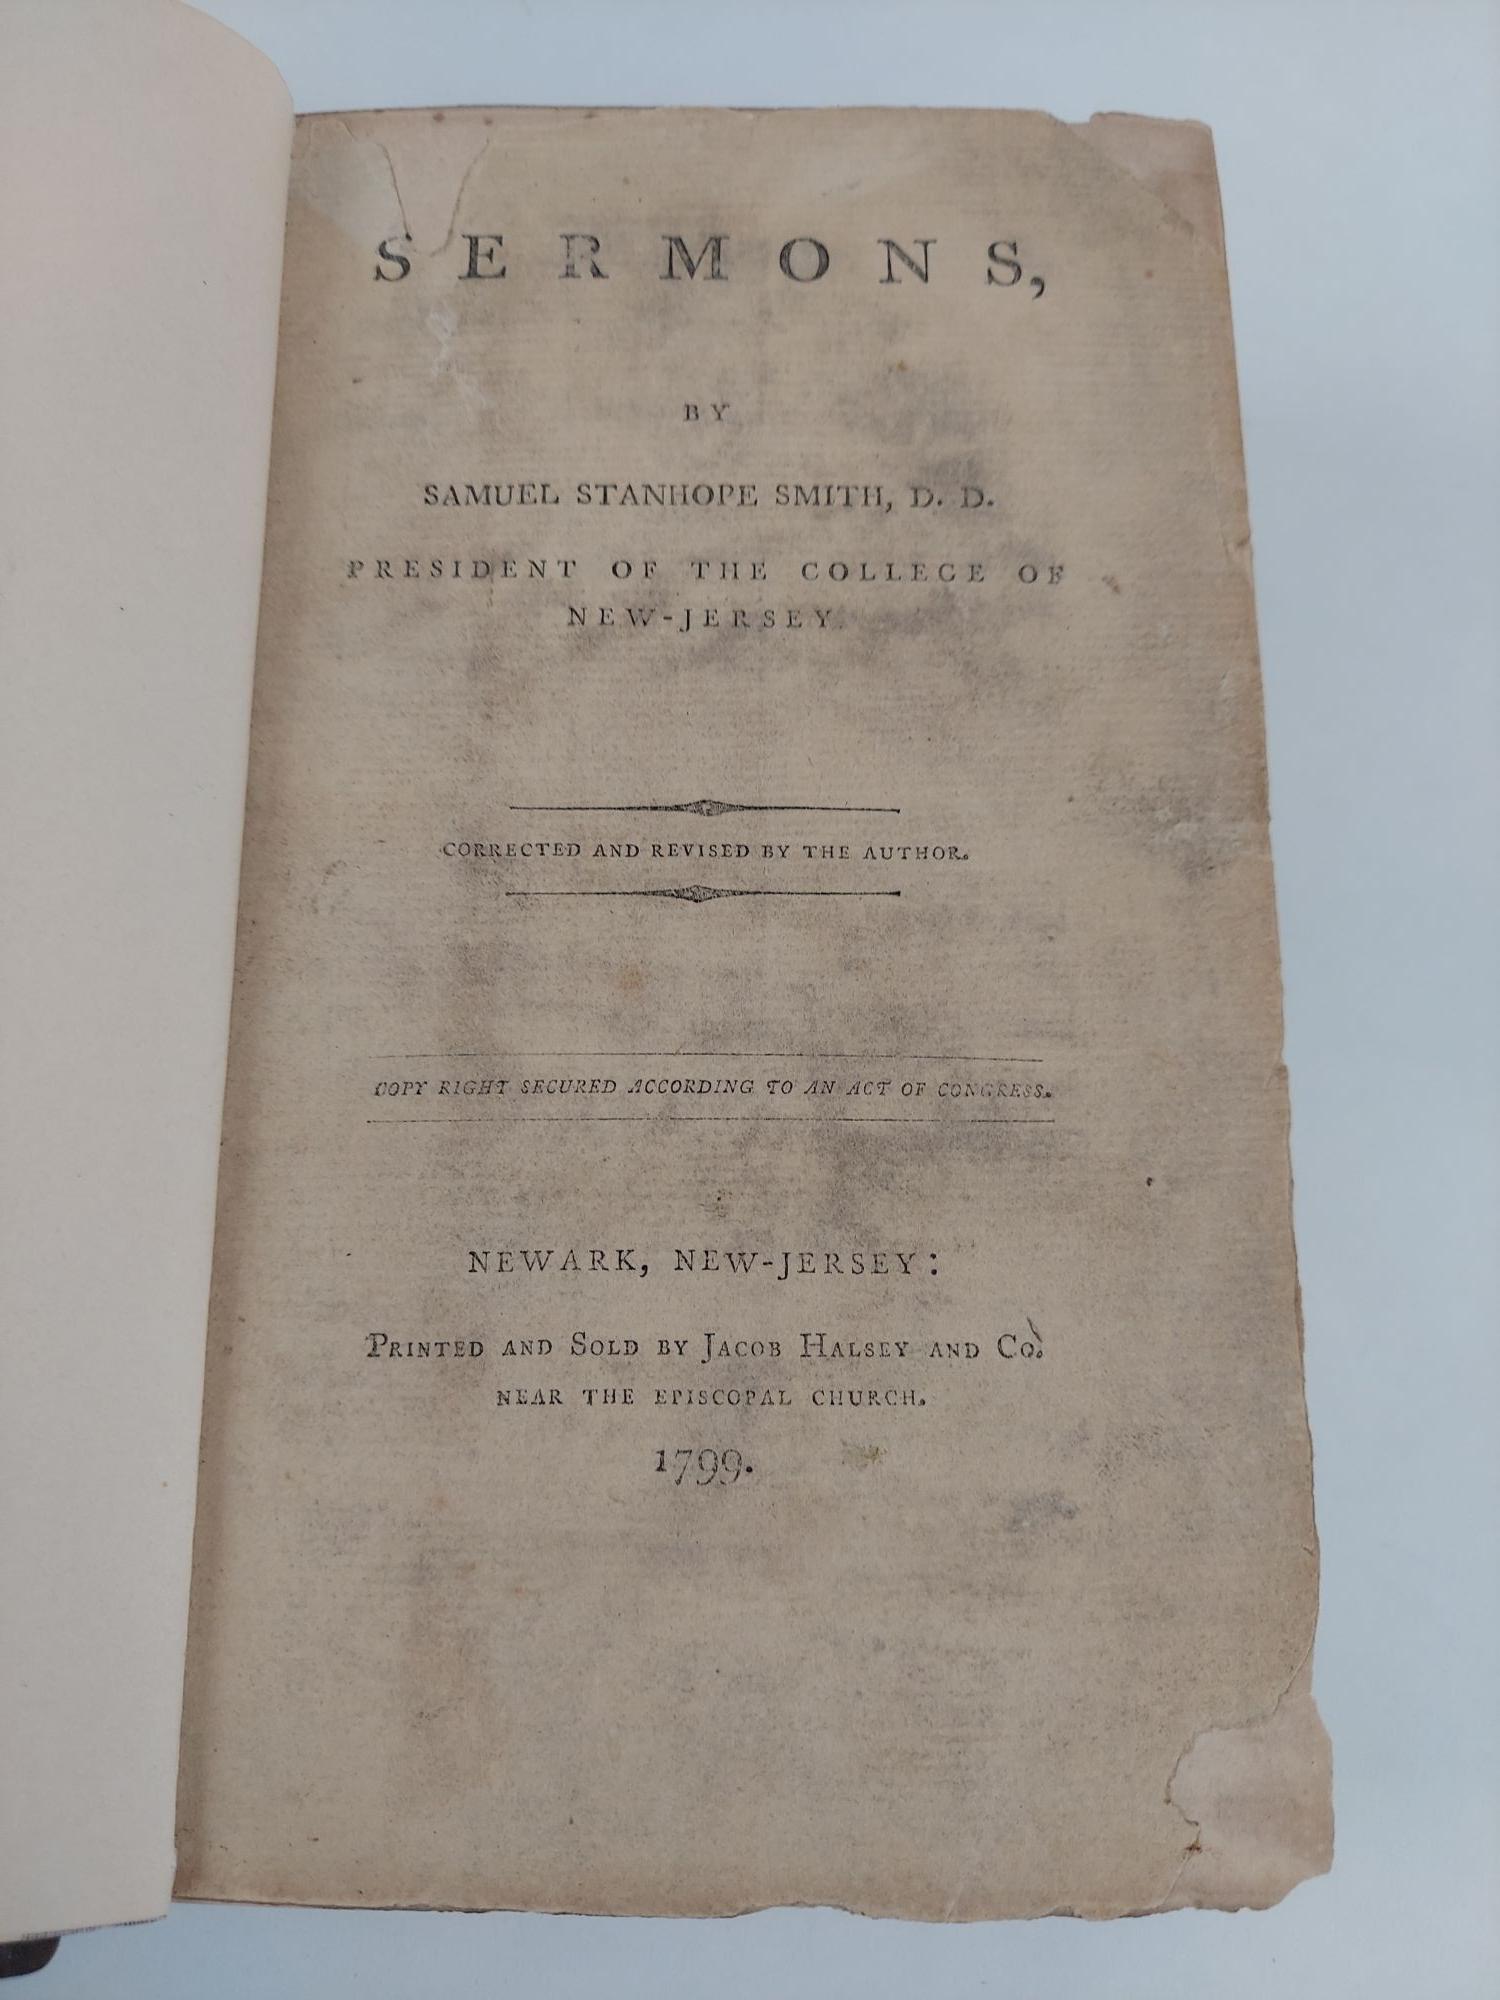 SERMONS,
BY
SAMUEL STANHOPE SMITH, D. D.
PRESIDENT OF THE COLLEGE OF
NEW-JERSEY.
CORRECTED AND REVISED BY THE AUTHOR.
COPY RIGHT SECURED ACCORDING TO AN ACT OF CONGRESS.
NEWARK, NEW-JERSEY:
PRINTED AND SOLD BY JACOB HALSEY AND CO.
NEAR THE EPISCOPAL CHURCH.
1799.